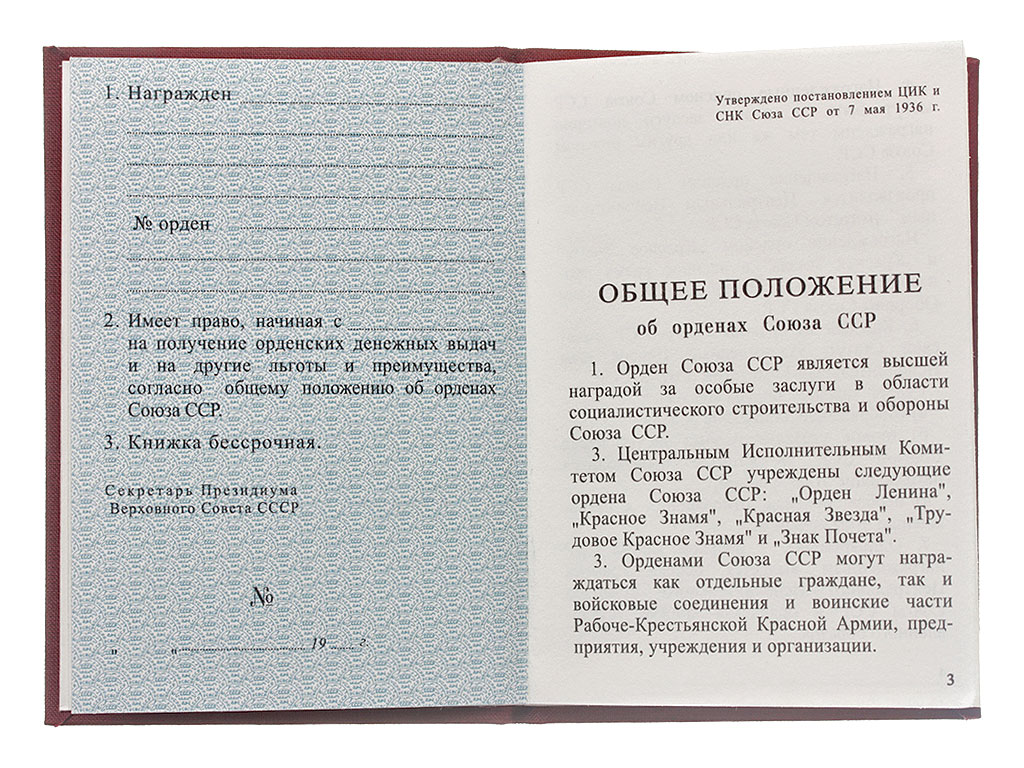 1. Награжден
№ орден
2. Имеет право, начиная с
на получение орденских денежных выдач
и на другие льготы и преимущества,
согласно общему положению об орденах
Союза ССР.
3. Книжка бессрочная.
Секретарь Президиума
Верховного Совета СССР
№
„ „ 19 г.
Утверждено постановлением ЦИК и
СНК Сюза ССР от 7 мая 1936 г.
ОБЩЕЕ ПОЛОЖЕНИЕ
об орденах Союза ССР
1. Орден Союза ССР является высшей
наградой за особые заслуги в области
социалистического строительства и обороны
Союза ССР.
3. Центральным Исполнительным Коми-
тетом Союза ССР учреждены следующие
ордена Союза ССР: „Орден Ленина",
„Красное Знамя", „Красная Звезда", „Тру-
довое Красное Знамя" и „Знак Почета".
3. Орденами Союза ССР могут награ-
ждаться как отдельные граждане, так и
войсковые соединения и воинские части
Рабоче-Крестьянской Красной Армии, пред-
приятия, учреждения и организации.
3